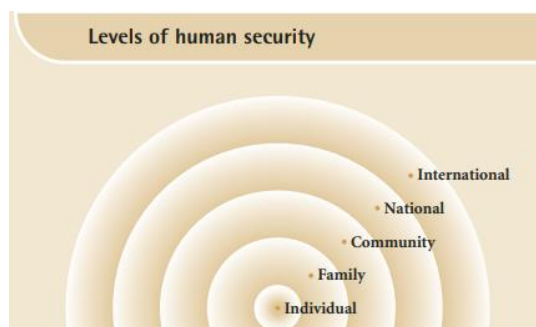 Levels of human security
International
National
Community
Family
Individual